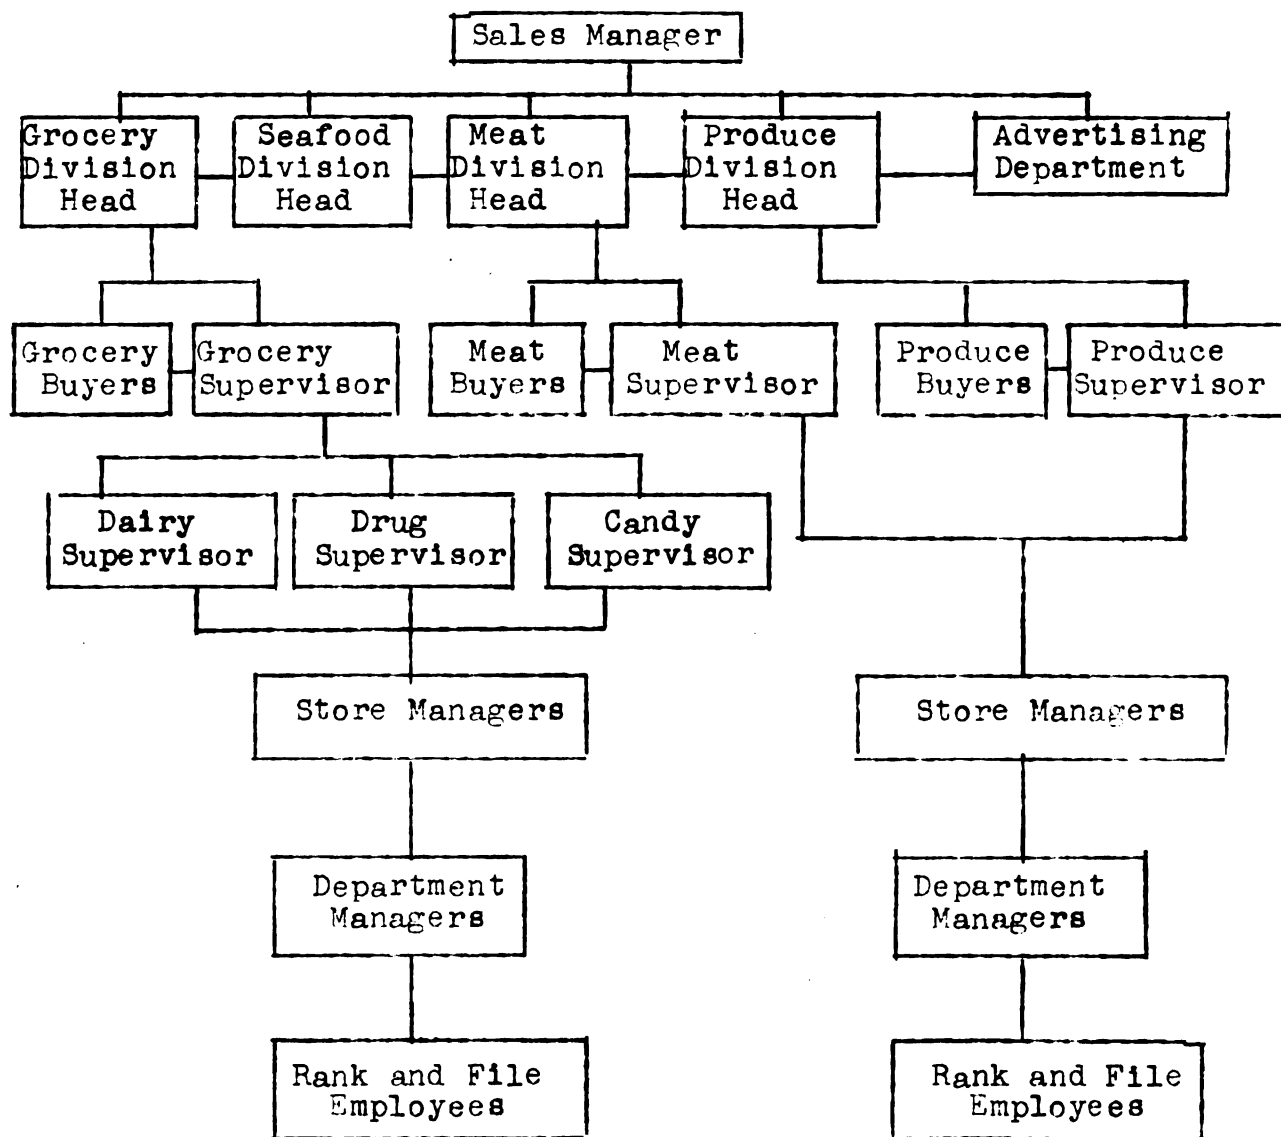 Sales Manager
Grocery
Division
Head
Seafood
Division
Head
Meat
Division
Head
Produce
Division
Head
Advertising
Department
Grocery
Buyers
Grocery
Supervisor
Meat
Buyers
Meat
Supervisor
Produce
Buyers
Produce
Supervisor
Dairy
Supervisor
Drug
Supervisor
Candy
Supervisor
Store Managers
Store Managers
Department
Managers
Department
Managers
Rank and File
Employees
Rank and File
Employees